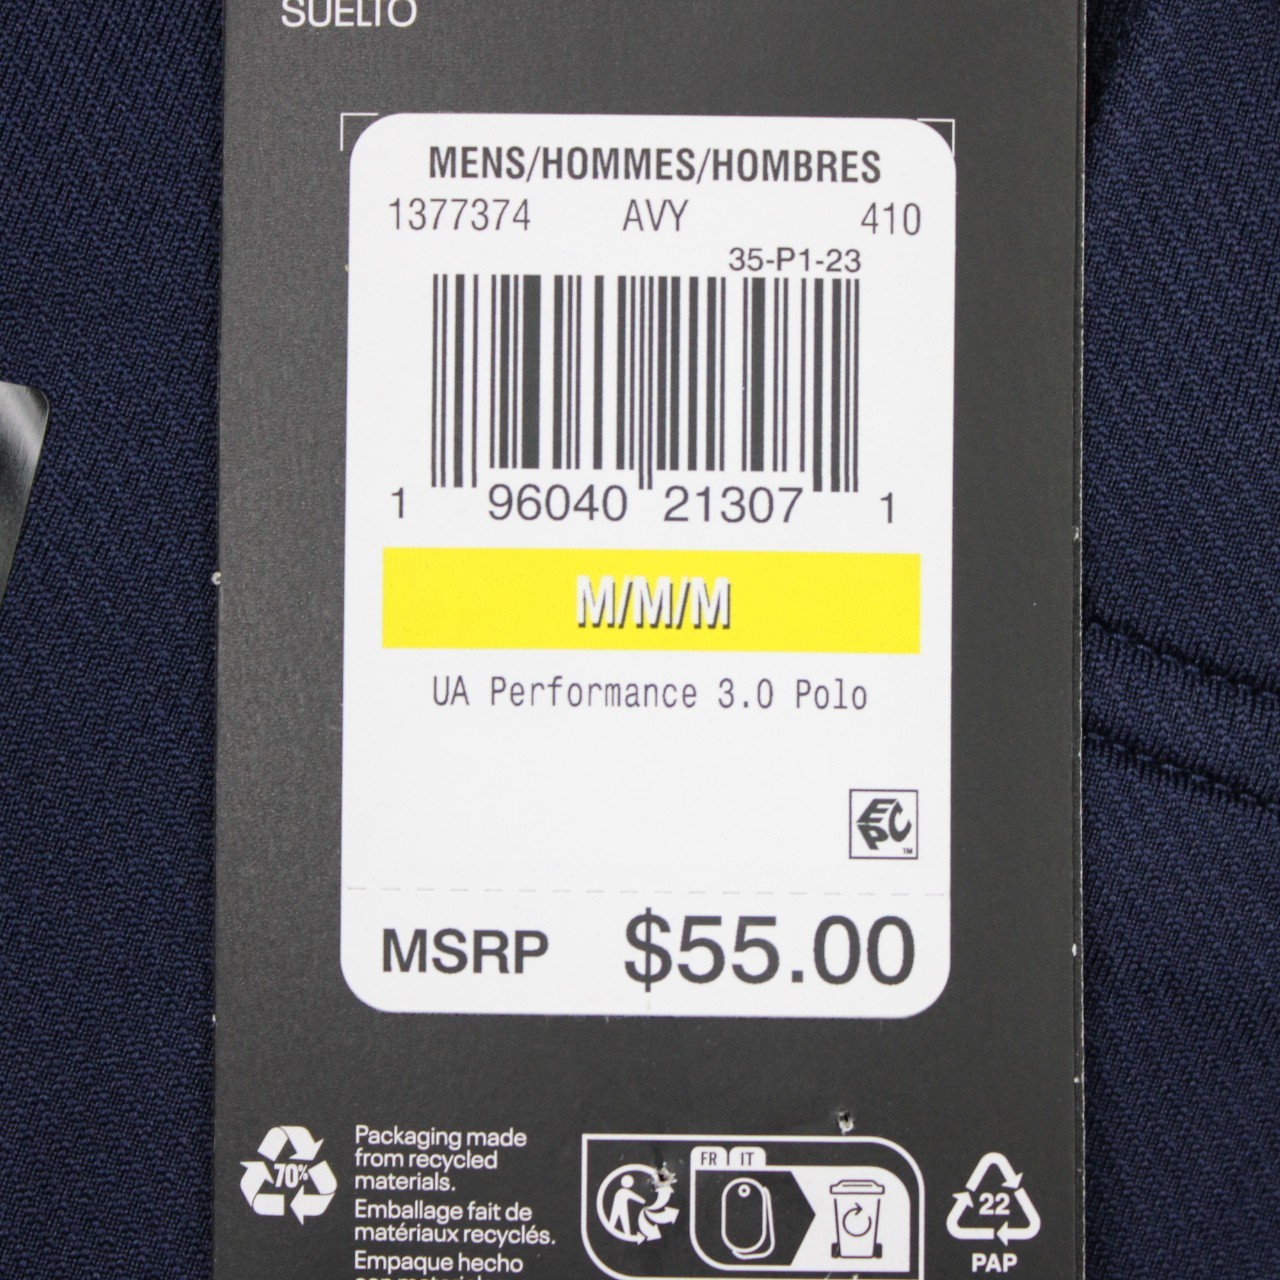 SUELTO
MENS/HOMMES/HOMBRES
1377374 AVY 410
35-P1-23
1 96040 21307 1
M/M/M
UA Performance 3.0 Polo
EPC
TM
MSRP $55.00
70%
Packaging made
from recycled
materials.
Emballage fait de
matériaux recyclés.
Empaque hecho
FR IT
22
PAP